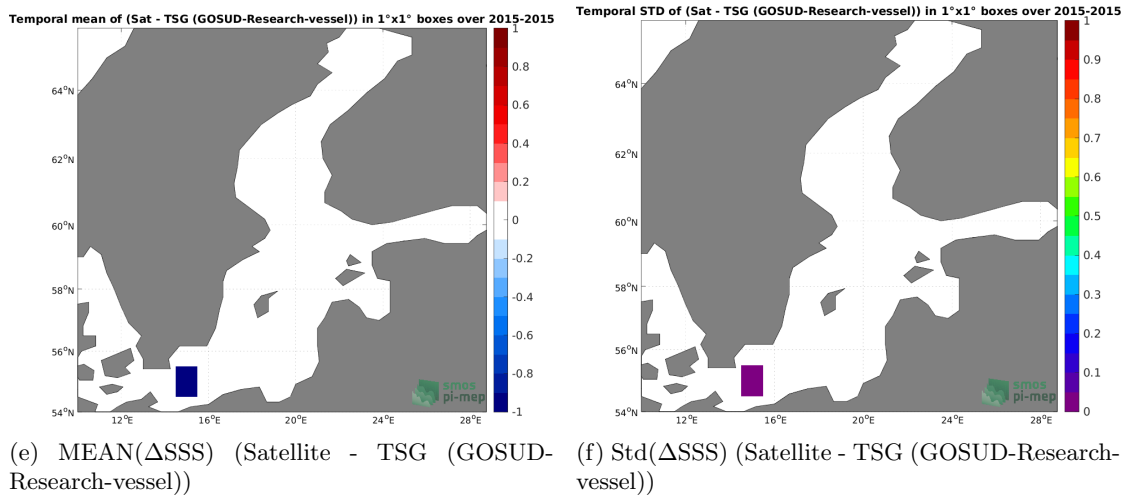 Temporal mean of (Sat - TSG (GOSUD-Research-vessel)) in 1°x1° boxes over 2015-2015
64°N
62°N
60°N
58°N
56°N
54°N
12°E
16°E
20°E
24°E
28°E
1
0.8
0.6
0.4
0.2
0
-0.2
-0.4
-0.6
-0.8
-1
smos
pi-mep
(e) MEAN(ΔSSS) (Satellite - TSG (GOSUD-
Research-vessel))
Temporal STD of (Sat - TSG (GOSUD-Research-vessel)) in 1°x1° boxes over 2015-2015
64°N
62°N
60°N
58°N
56°N
54°N
12°E
16°E
20°E
24°E
28°E
1
0.9
0.8
0.7
0.6
0.5
0.4
0.3
0.2
0.1
0
smos
pi-mep
(f) Std(ΔSSS) (Satellite - TSG (GOSUD-Research-
vessel))